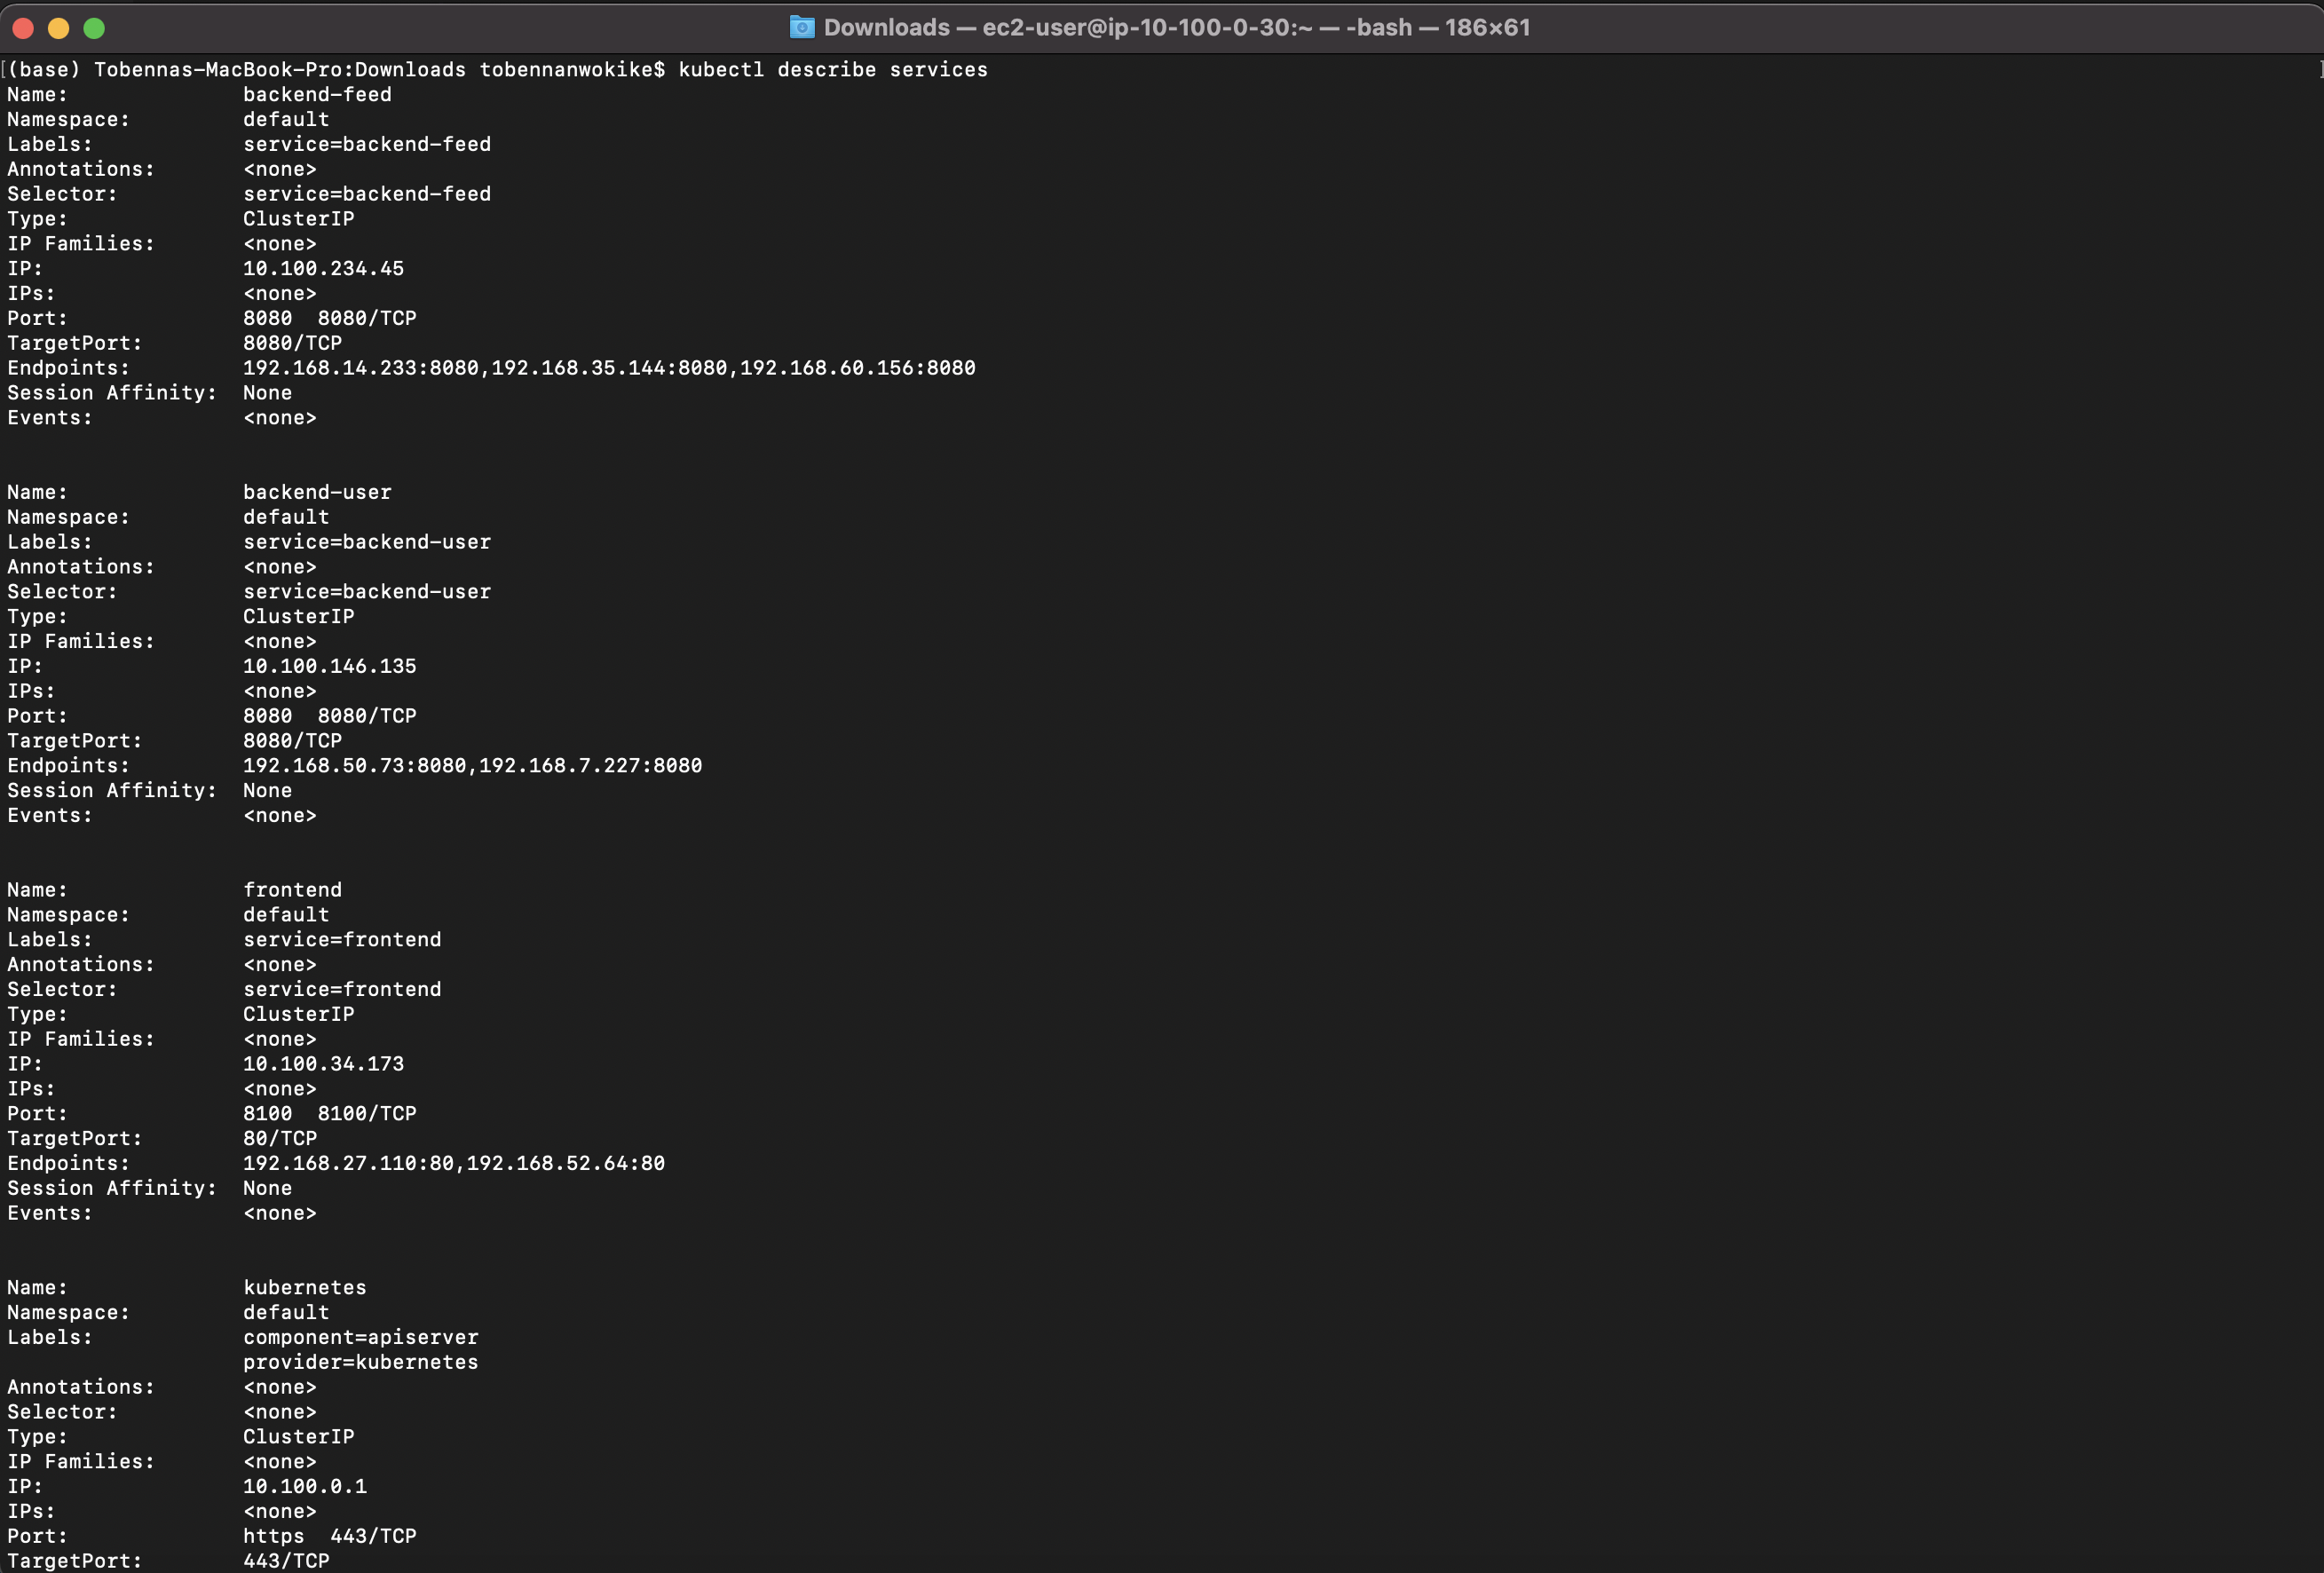 Downloads — ec2-user@ip-10-100-0-30:~ — -bash — 186×61
[(base) Tobennas-MacBook-Pro:Downloads tobennanwokike$ kubectl describe services ]
Name: backend-feed
Namespace: default
Labels: service=backend-feed
Annotations: <none>
Selector: service=backend-feed
Type: ClusterIP
IP Families: <none>
IP: 10.100.234.45
IPs: <none>
Port: 8080 8080/TCP
TargetPort: 8080/TCP
Endpoints: 192.168.14.233:8080,192.168.35.144:8080,192.168.60.156:8080
Session Affinity: None
Events: <none>
Name: backend-user
Namespace: default
Labels: service=backend-user
Annotations: <none>
Selector: service=backend-user
Type: ClusterIP
IP Families: <none>
IP: 10.100.146.135
IPs: <none>
Port: 8080 8080/TCP
TargetPort: 8080/TCP
Endpoints: 192.168.50.73:8080,192.168.7.227:8080
Session Affinity: None
Events: <none>
Name: frontend
Namespace: default
Labels: service=frontend
Annotations: <none>
Selector: service=frontend
Type: ClusterIP
IP Families: <none>
IP: 10.100.34.173
IPs: <none>
Port: 8100 8100/TCP
TargetPort: 80/TCP
Endpoints: 192.168.27.110:80,192.168.52.64:80
Session Affinity: None
Events: <none>
Name: kubernetes
Namespace: default
Labels: component=apiserver
provider=kubernetes
Annotations: <none>
Selector: <none>
Type: ClusterIP
IP Families: <none>
IP: 10.100.0.1
IPs: <none>
Port: https 443/TCP
TargetPort: 443/TCP